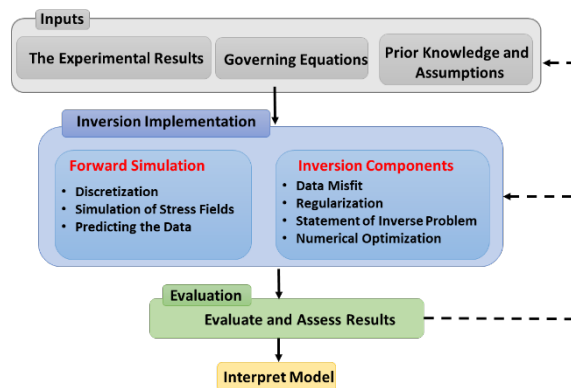 Inputs
The Experimental Results
Governing Equations
Prior Knowledge and
Assumptions
Inversion Implementation
Forward Simulation
• Discretization
• Simulation of Stress Fields
• Predicting the Data
Inversion Components
• Data Misfit
• Regularization
• Statement of Inverse Problem
• Numerical Optimization
Evaluation
Evaluate and Assess Results
Interpret Model